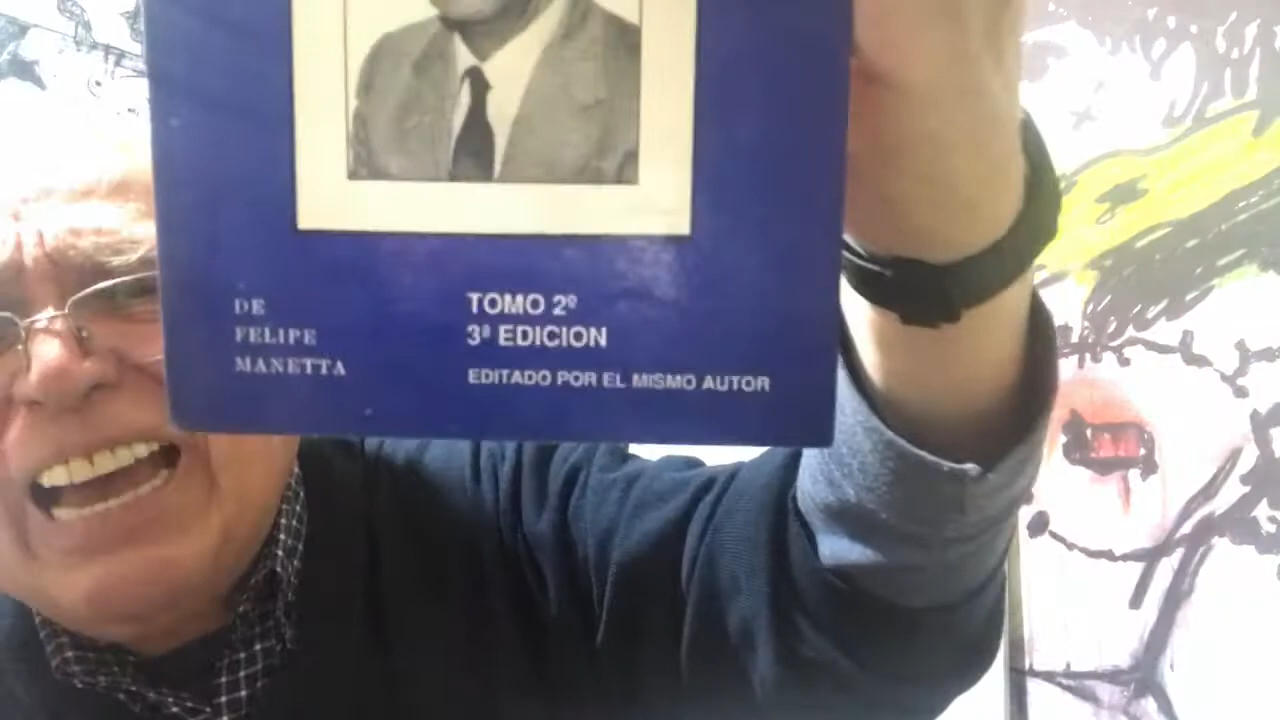 DE
FELIPE
MANETTA
TOMO 2º
3ª EDICION
EDITADO POR EL MISMO AUTOR